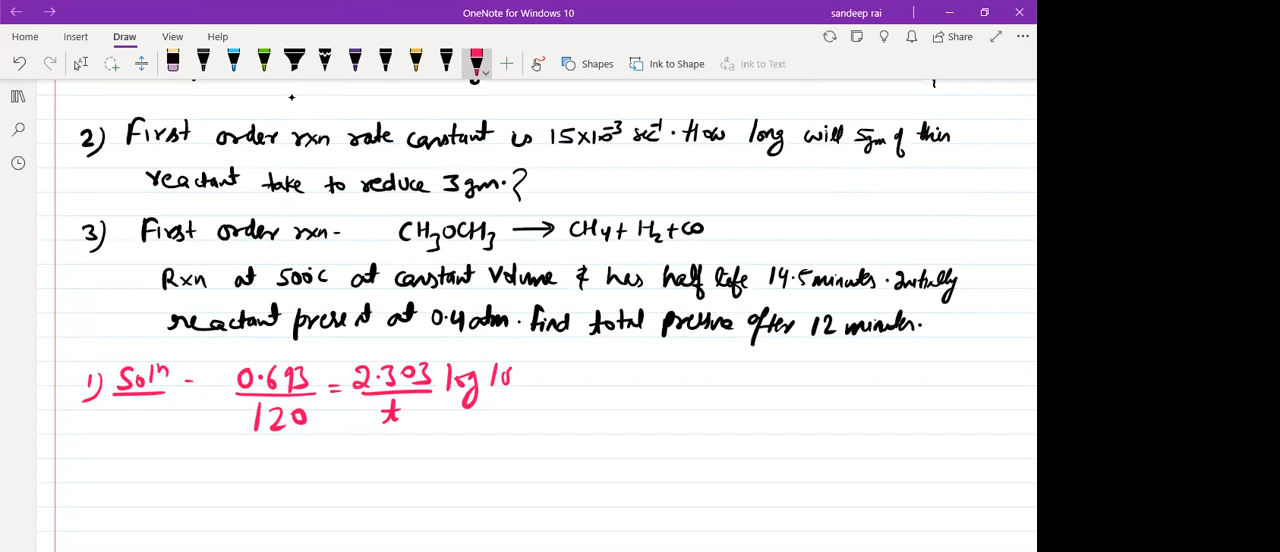 OneNote for Windows 10
sandeep rai
Home Insert Draw View Help
Share
Shapes Ink to Shape Ink to Text
2) First order rxn rate constant is 15×10⁻³ sec⁻¹. How long will 5gm of this
reactant take to reduce 3 gm.?
3) First order rxn- CH₃OCH₃ → CH₄ + H₂ + CO
Rxn at 500°C at constant volume & has half life 14.5 minutes. Initially
reactant present at 0.4 atm. Find total pressure after 12 minutes.
1) Soln - 0.693/120 = 2.303/t log 10